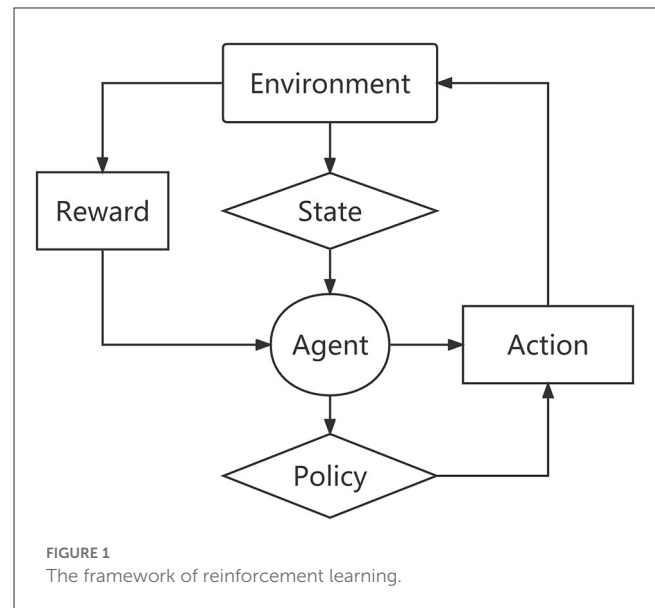 Environment
Reward
State
Agent
Action
Policy
FIGURE 1
The framework of reinforcement learning.